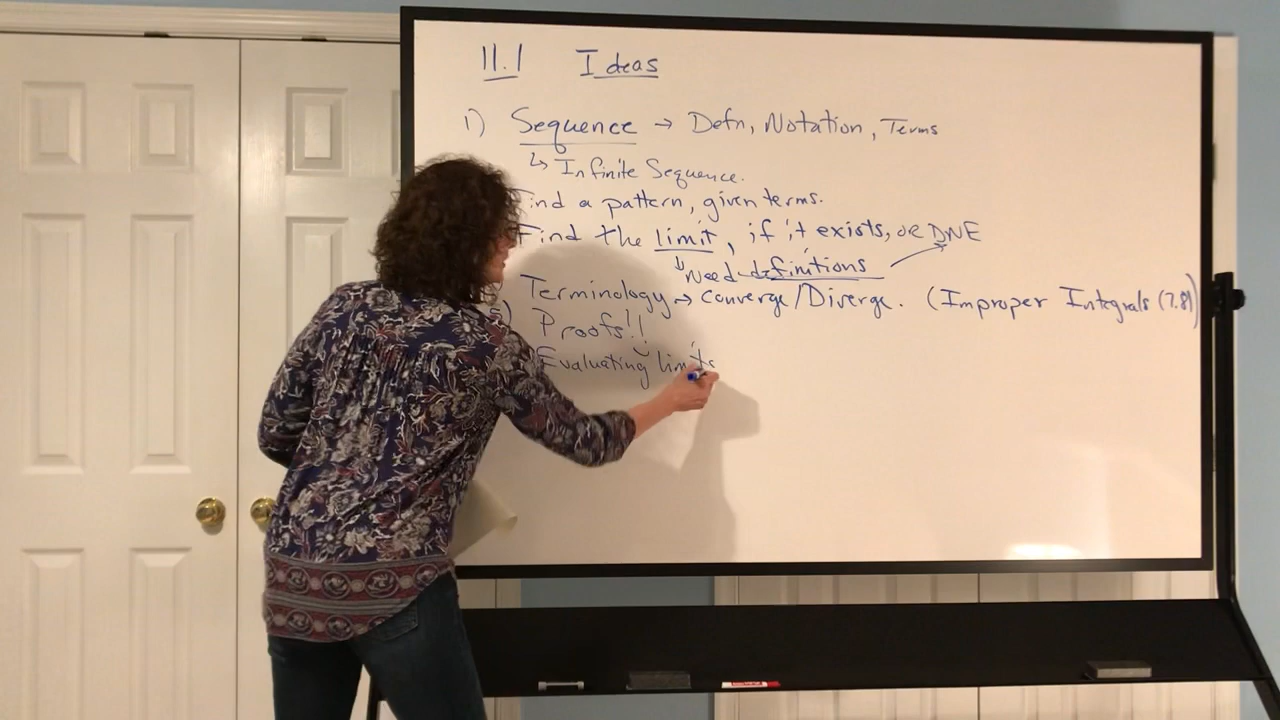 11.1 Ideas
1) Sequence → Defn, Notation, Terms
↳ Infinite Sequence.
Find a pattern, given terms.
Find the limit, if it exists, or DNE
↳ Need definitions
Terminology → Converge/Diverge. (Improper Integrals (7.8)
5) Proofs!!
Evaluating limits